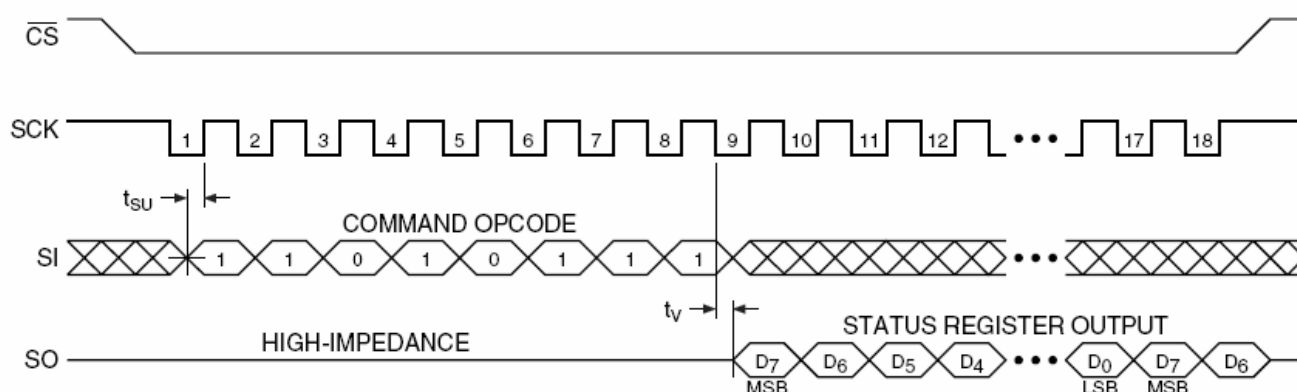 CS
SCK 1 2 3 4 5 6 7 8 9 10 11 12 17 18
tSU
COMMAND OPCODE
SI 1 1 0 1 0 1 1 1
tV
HIGH-IMPEDANCE STATUS REGISTER OUTPUT
SO D7 D6 D5 D4 D0 D7 D6
MSB LSB MSB